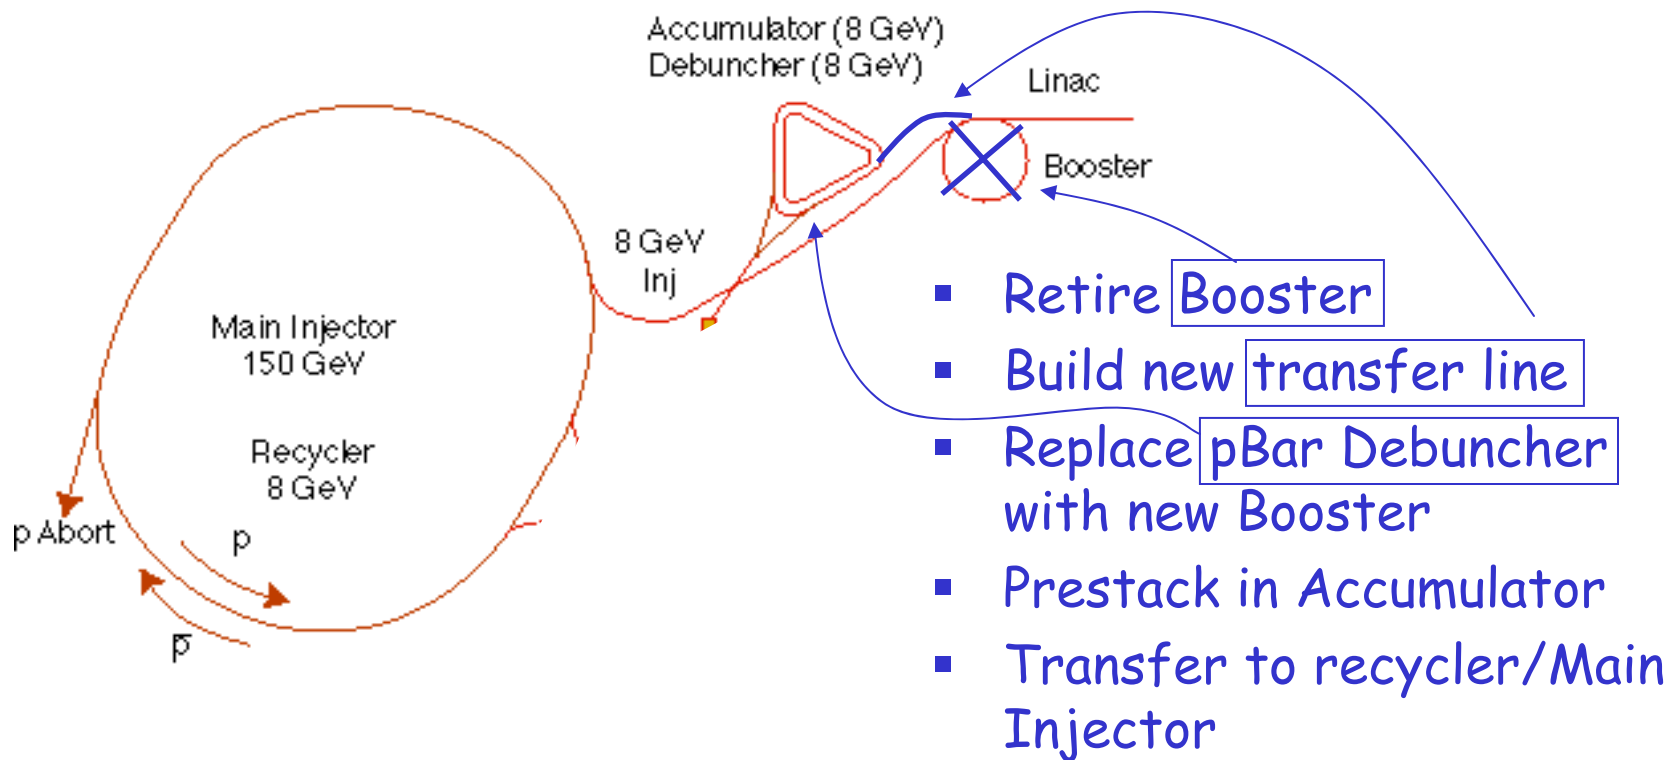 Accumulator (8 GeV)
Debuncher (8 GeV)
Linac
Booster
8 GeV
Inj
Main Injector
150 GeV
Recycler
8 GeV
p Abort
p
p̅
▪ Retire Booster
▪ Build new transfer line
▪ Replace pBar Debuncher
with new Booster
▪ Prestack in Accumulator
▪ Transfer to recycler/Main
Injector